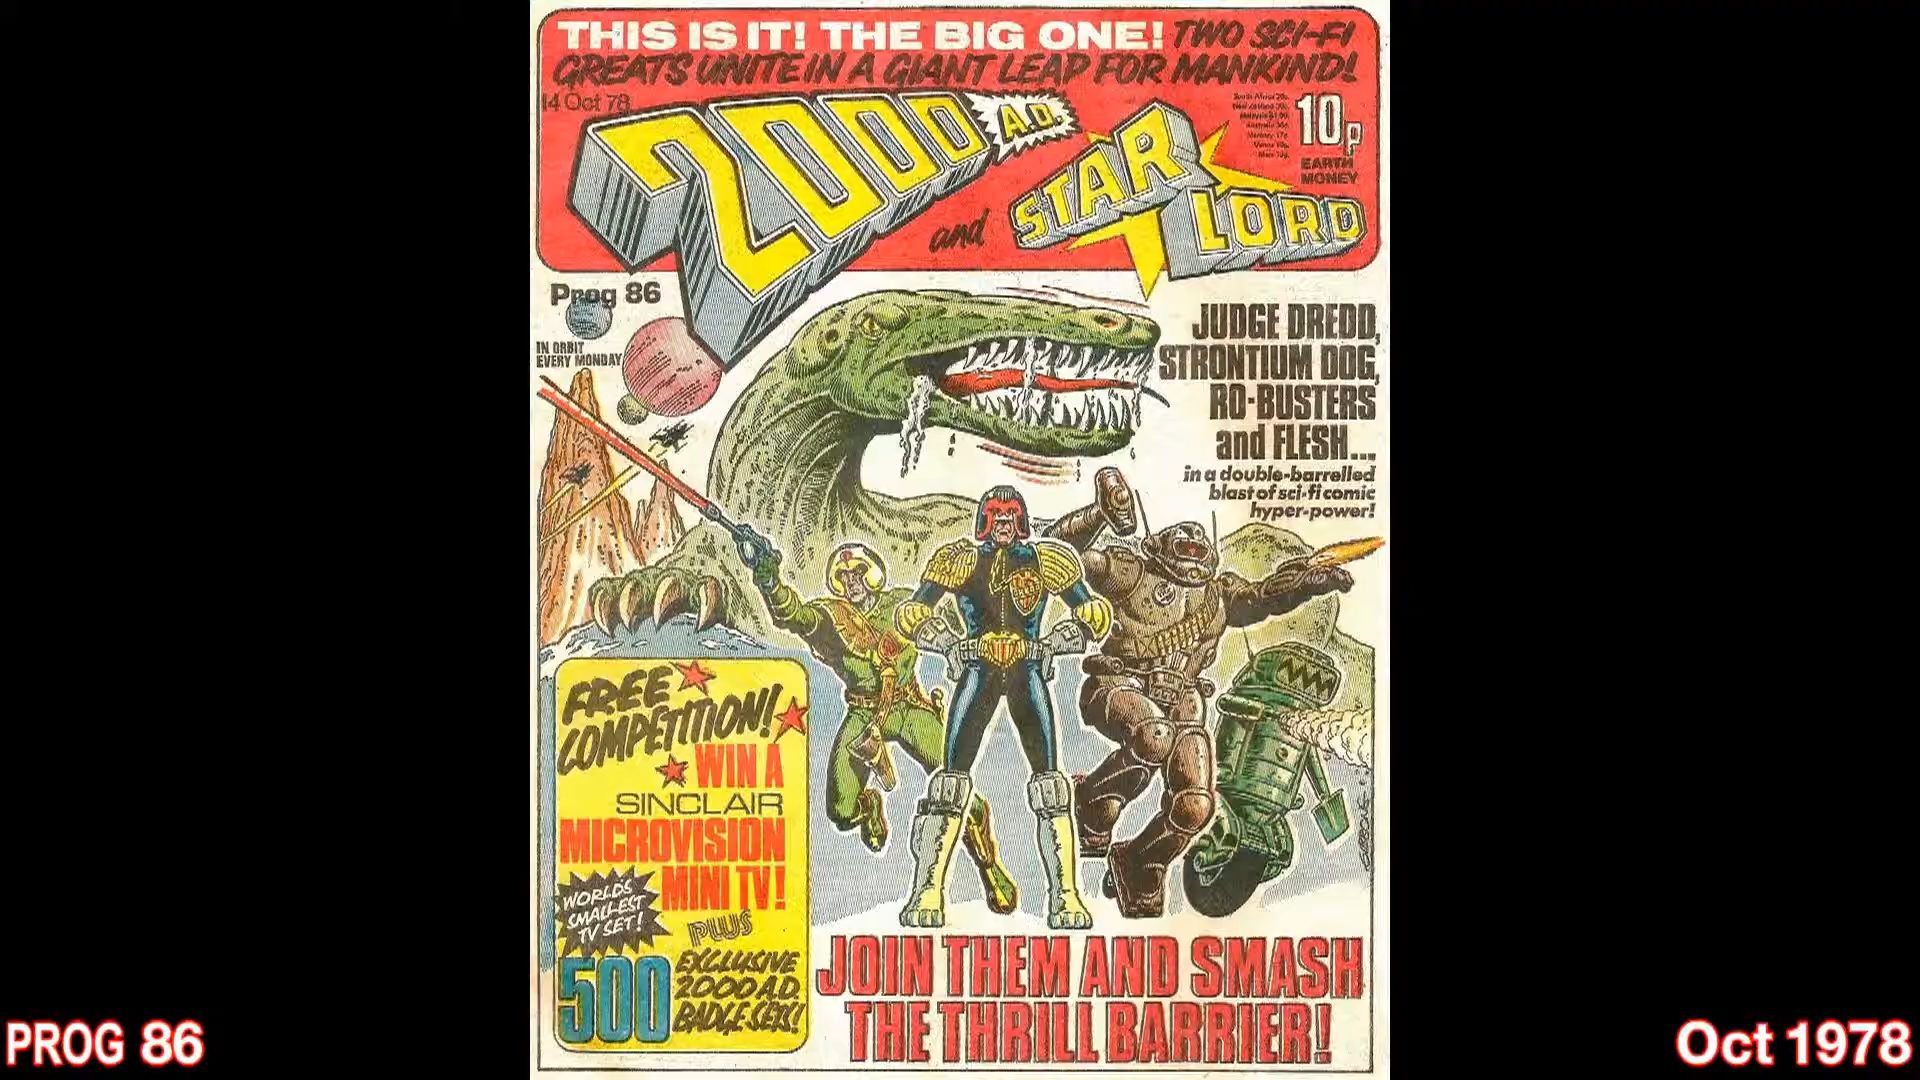 THIS IS IT! THE BIG ONE! TWO SCI-FI
GREATS UNITE IN A GIANT LEAP FOR MANKIND!
14 Oct 78
2000 A.D.
and
STAR
LORD
10p
EARTH
MONEY
Prog 86
IN ORBIT
EVERY MONDAY
JUDGE DREDD,
STRONTIUM DOG,
RO-BUSTERS
and FLESH...
in a double-barrelled
blast of sci-fi comic
hyper-power!
FREE
COMPETITION!
WIN A
SINCLAIR
MICROVISION
MINI TV!
WORLD'S
SMALLEST
TV SET!
PLUS
500
EXCLUSIVE
2000 A.D.
BADGE SETS!
JOIN THEM AND SMASH
THE THRILL BARRIER!
PROG 86
Oct 1978